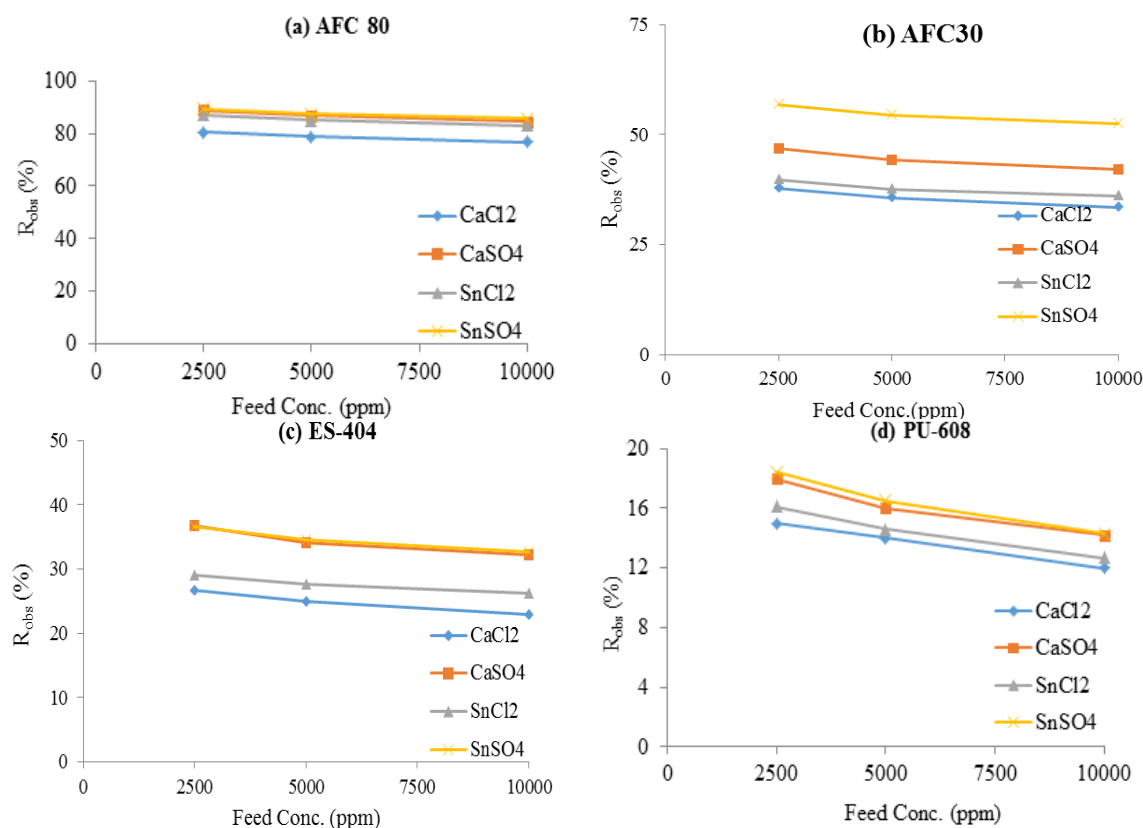 (a) AFC 80
100
80
60
40
20
0
R_obs (%)
CaCl2
CaSO4
SnCl2
SnSO4
0 2500 5000 7500 10000
Feed Conc. (ppm)
(b) AFC30
75
50
25
0
R_obs (%)
CaCl2
CaSO4
SnCl2
SnSO4
0 2500 5000 7500 10000
Feed Conc.(ppm)
(c) ES-404
50
40
30
20
10
0
R_obs (%)
CaCl2
CaSO4
SnCl2
SnSO4
0 2500 5000 7500 10000
Feed Conc. (ppm)
(d) PU-608
20
16
12
8
4
0
R_obs (%)
CaCl2
CaSO4
SnCl2
SnSO4
0 2500 5000 7500 10000
Feed Conc. (ppm)